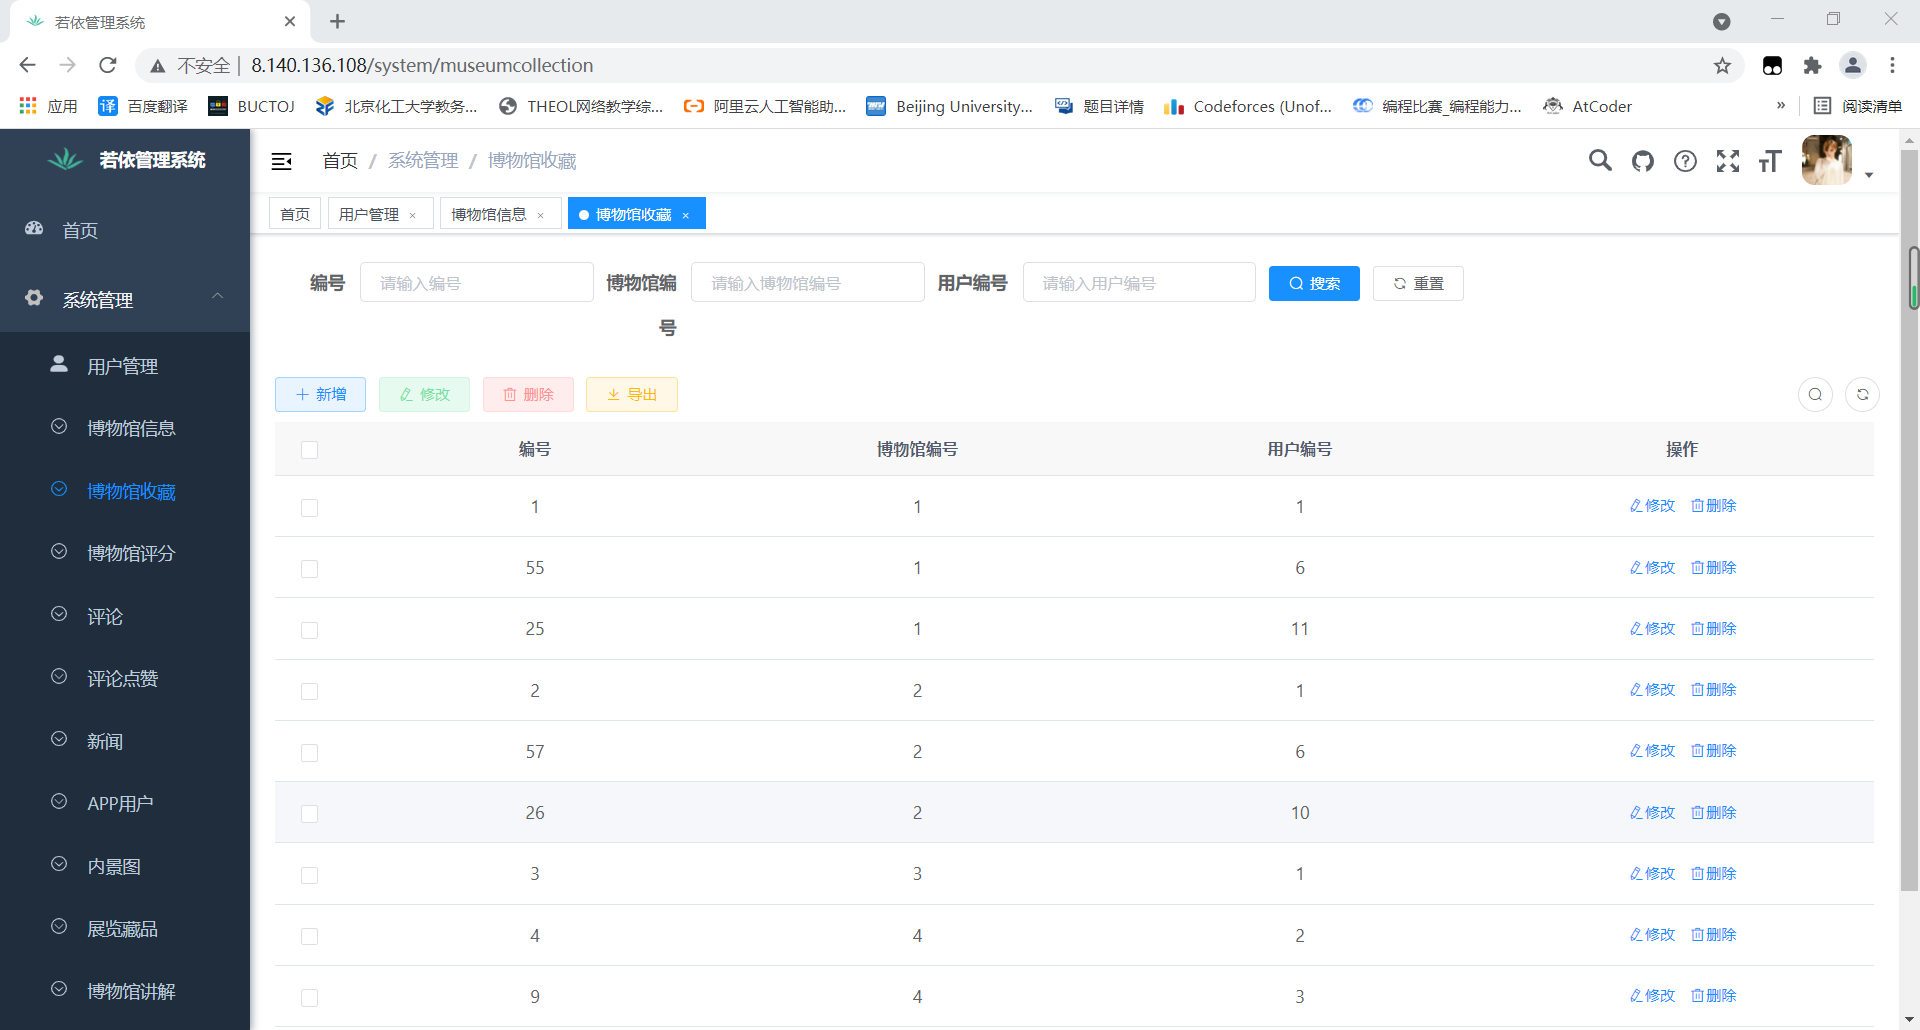 若依管理系统
不安全 | 8.140.136.108/system/museumcollection
应用 百度翻译 BUCTOJ 北京化工大学教务... THEOL网络教学综... 阿里云人工智能助... Beijing University... 题目详情 Codeforces (Unof... 编程比赛_编程能力... AtCoder » 阅读清单
若依管理系统
首页 / 系统管理 / 博物馆收藏
首页 用户管理 × 博物馆信息 × 博物馆收藏 ×
首页
系统管理
用户管理
博物馆信息
博物馆收藏
博物馆评分
评论
评论点赞
新闻
APP用户
内景图
展览藏品
博物馆讲解
编号 请输入编号 博物馆编号 请输入博物馆编号 用户编号 请输入用户编号 搜索 重置
新增 修改 删除 导出
编号 博物馆编号 用户编号 操作
1 1 1 修改 删除
55 1 6 修改 删除
25 1 11 修改 删除
2 2 1 修改 删除
57 2 6 修改 删除
26 2 10 修改 删除
3 3 1 修改 删除
4 4 2 修改 删除
9 4 3 修改 删除